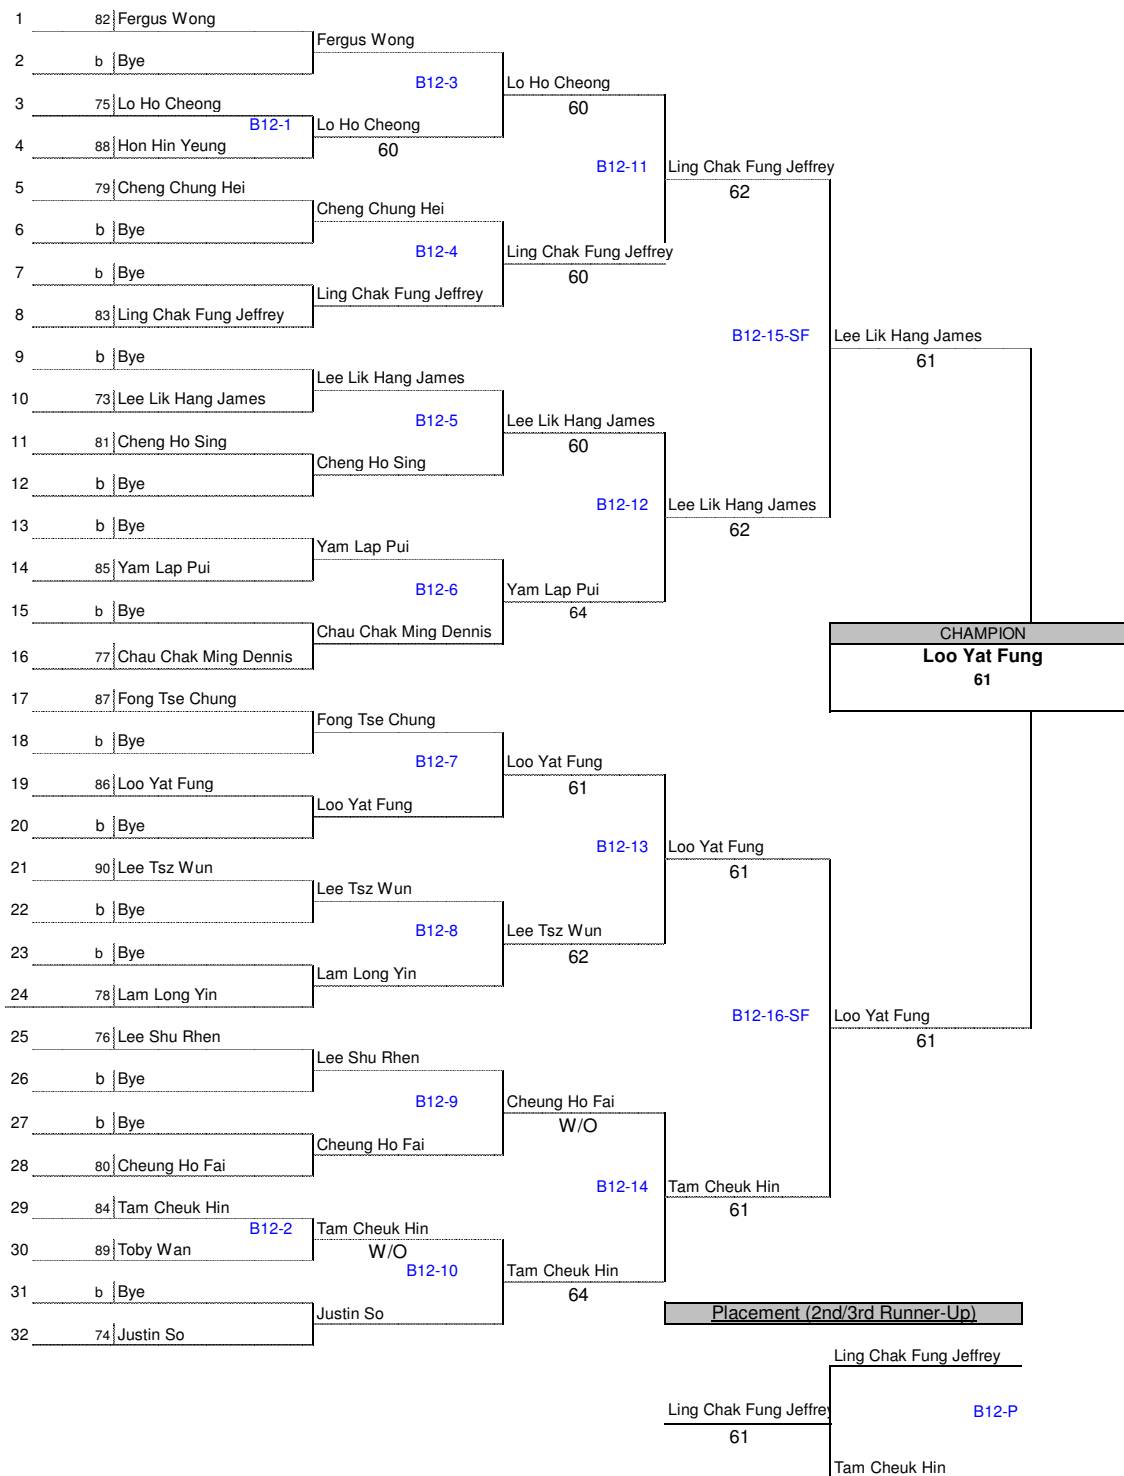 1 82 Fergus Wong
Fergus Wong
2 b Bye
B12-3 Lo Ho Cheong
3 75 Lo Ho Cheong 60
B12-1 Lo Ho Cheong
4 88 Hon Hin Yeung 60
B12-11 Ling Chak Fung Jeffrey
5 79 Cheng Chung Hei 62
Cheng Chung Hei
6 b Bye
B12-4 Ling Chak Fung Jeffrey
7 b Bye 60
Ling Chak Fung Jeffrey
8 83 Ling Chak Fung Jeffrey
B12-15-SF Lee Lik Hang James
9 b Bye 61
Lee Lik Hang James
10 73 Lee Lik Hang James
B12-5 Lee Lik Hang James
11 81 Cheng Ho Sing 60
Cheng Ho Sing
12 b Bye
B12-12 Lee Lik Hang James
13 b Bye 62
Yam Lap Pui
14 85 Yam Lap Pui
B12-6 Yam Lap Pui
15 b Bye 64
Chau Chak Ming Dennis
CHAMPION
16 77 Chau Chak Ming Dennis Loo Yat Fung
61
17 87 Fong Tse Chung
Fong Tse Chung
18 b Bye
B12-7 Loo Yat Fung
19 86 Loo Yat Fung 61
Loo Yat Fung
20 b Bye
B12-13 Loo Yat Fung
21 90 Lee Tsz Wun 61
Lee Tsz Wun
22 b Bye
B12-8 Lee Tsz Wun
23 b Bye 62
Lam Long Yin
24 78 Lam Long Yin
B12-16-SF Loo Yat Fung
25 76 Lee Shu Rhen 61
Lee Shu Rhen
26 b Bye
B12-9 Cheung Ho Fai
27 b Bye W/O
Cheung Ho Fai
28 80 Cheung Ho Fai
B12-14 Tam Cheuk Hin
29 84 Tam Cheuk Hin 61
B12-2 Tam Cheuk Hin
30 89 Toby Wan W/O
B12-10 Tam Cheuk Hin
31 b Bye 64
Justin So Placement (2nd/3rd Runner-Up)
32 74 Justin So
Ling Chak Fung Jeffrey
Ling Chak Fung Jeffrey B12-P
61
Tam Cheuk Hin